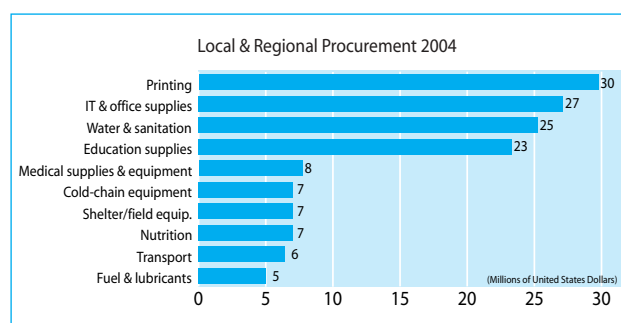 Local & Regional Procurement 2004
Printing 30
IT & office supplies 27
Water & sanitation 25
Education supplies 23
Medical supplies & equipment 8
Cold-chain equipment 7
Shelter/field equip. 7
Nutrition 7
Transport 6
Fuel & lubricants 5
(Millions of United States Dollars)
0 5 10 15 20 25 30